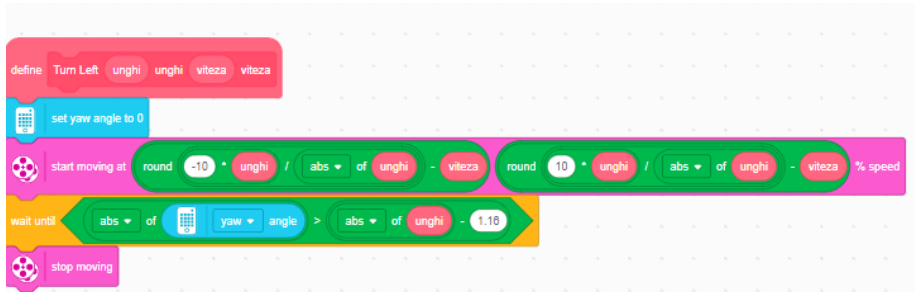 define Turn Left unghi unghi viteza viteza
set yaw angle to 0
start moving at round -10 * unghi / abs of unghi - viteza round 10 * unghi / abs of unghi - viteza % speed
wait until abs of yaw angle > abs of unghi - 1.16
stop moving